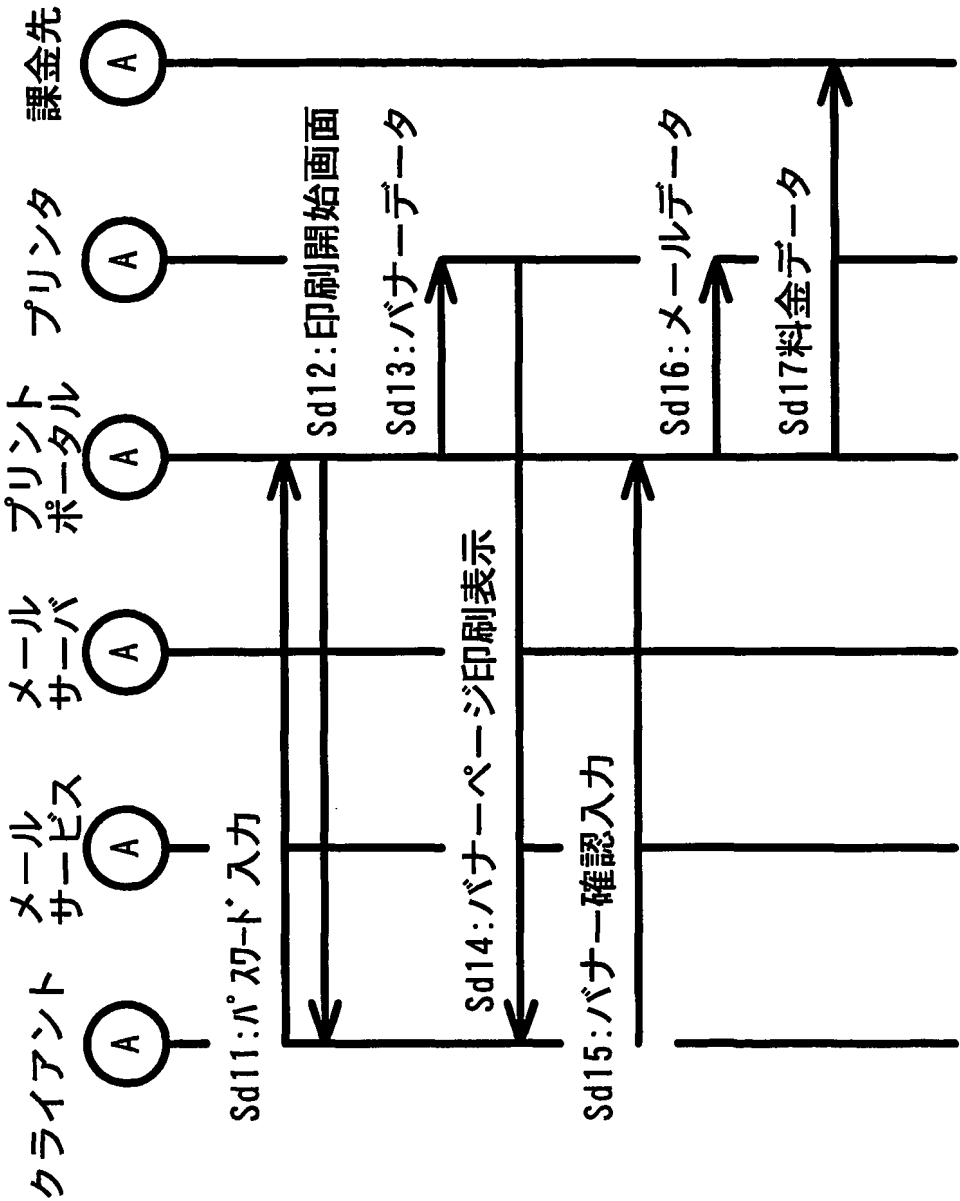 クライアント
メール
サービス
メール
サーバ
プリント
ポータル
プリンタ
課金先
A
A
A
A
A
A
Sd11:ﾊﾟｽﾜｰﾄﾞ入力
Sd12:印刷開始画面
Sd13:バナーデータ
Sd14:バナーページ印刷表示
Sd15:バナー確認入力
Sd16:メールデータ
Sd17料金データ